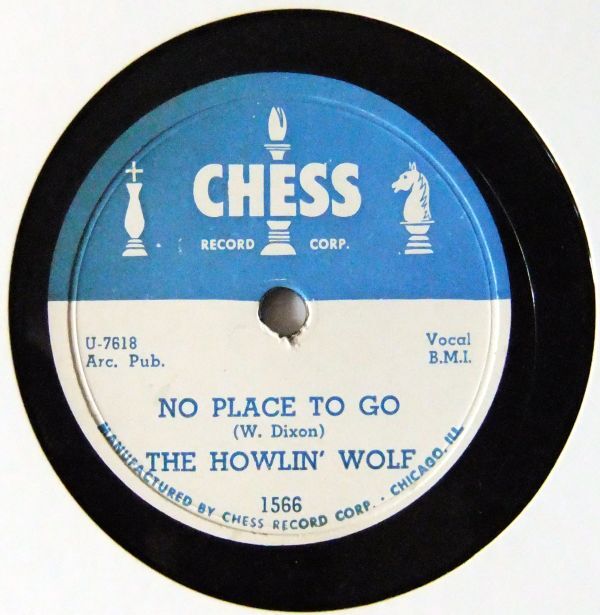 CHESS
RECORD CORP.
U-7618
Arc. Pub.
Vocal
B.M.I.
NO PLACE TO GO
(W. Dixon)
THE HOWLIN' WOLF
1566
MANUFACTURED BY CHESS RECORD CORP. · CHICAGO, ILL